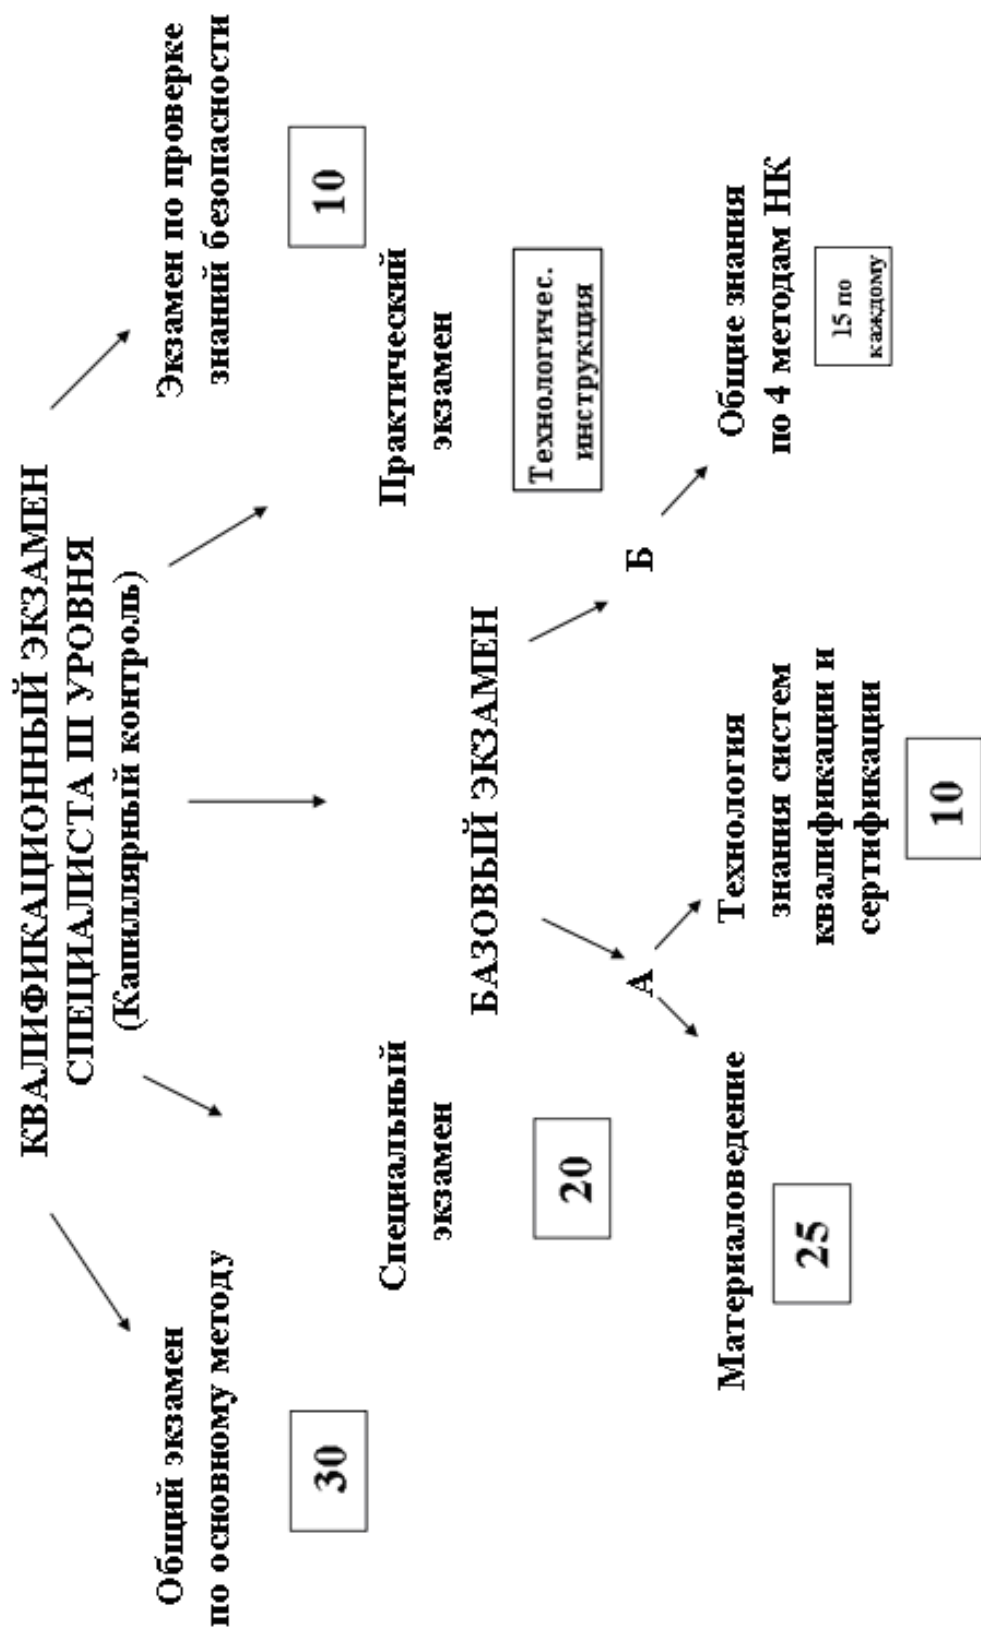 КВАЛИФИКАЦИОННЫЙ ЭКЗАМЕН
СПЕЦИАЛИСТА III УРОВНЯ
(Капиллярный контроль)
Общий экзамен
по основному методу
30
Экзамен по проверке
знаний безопасности
10
Специальный
экзамен
20
Практический
экзамен
Технологичес.
инструкция
БАЗОВЫЙ ЭКЗАМЕН
А
Б
Материаловедение
25
Технология
знания систем
квалификации и
сертификации
10
Общие знания
по 4 методам НК
15 по
каждому